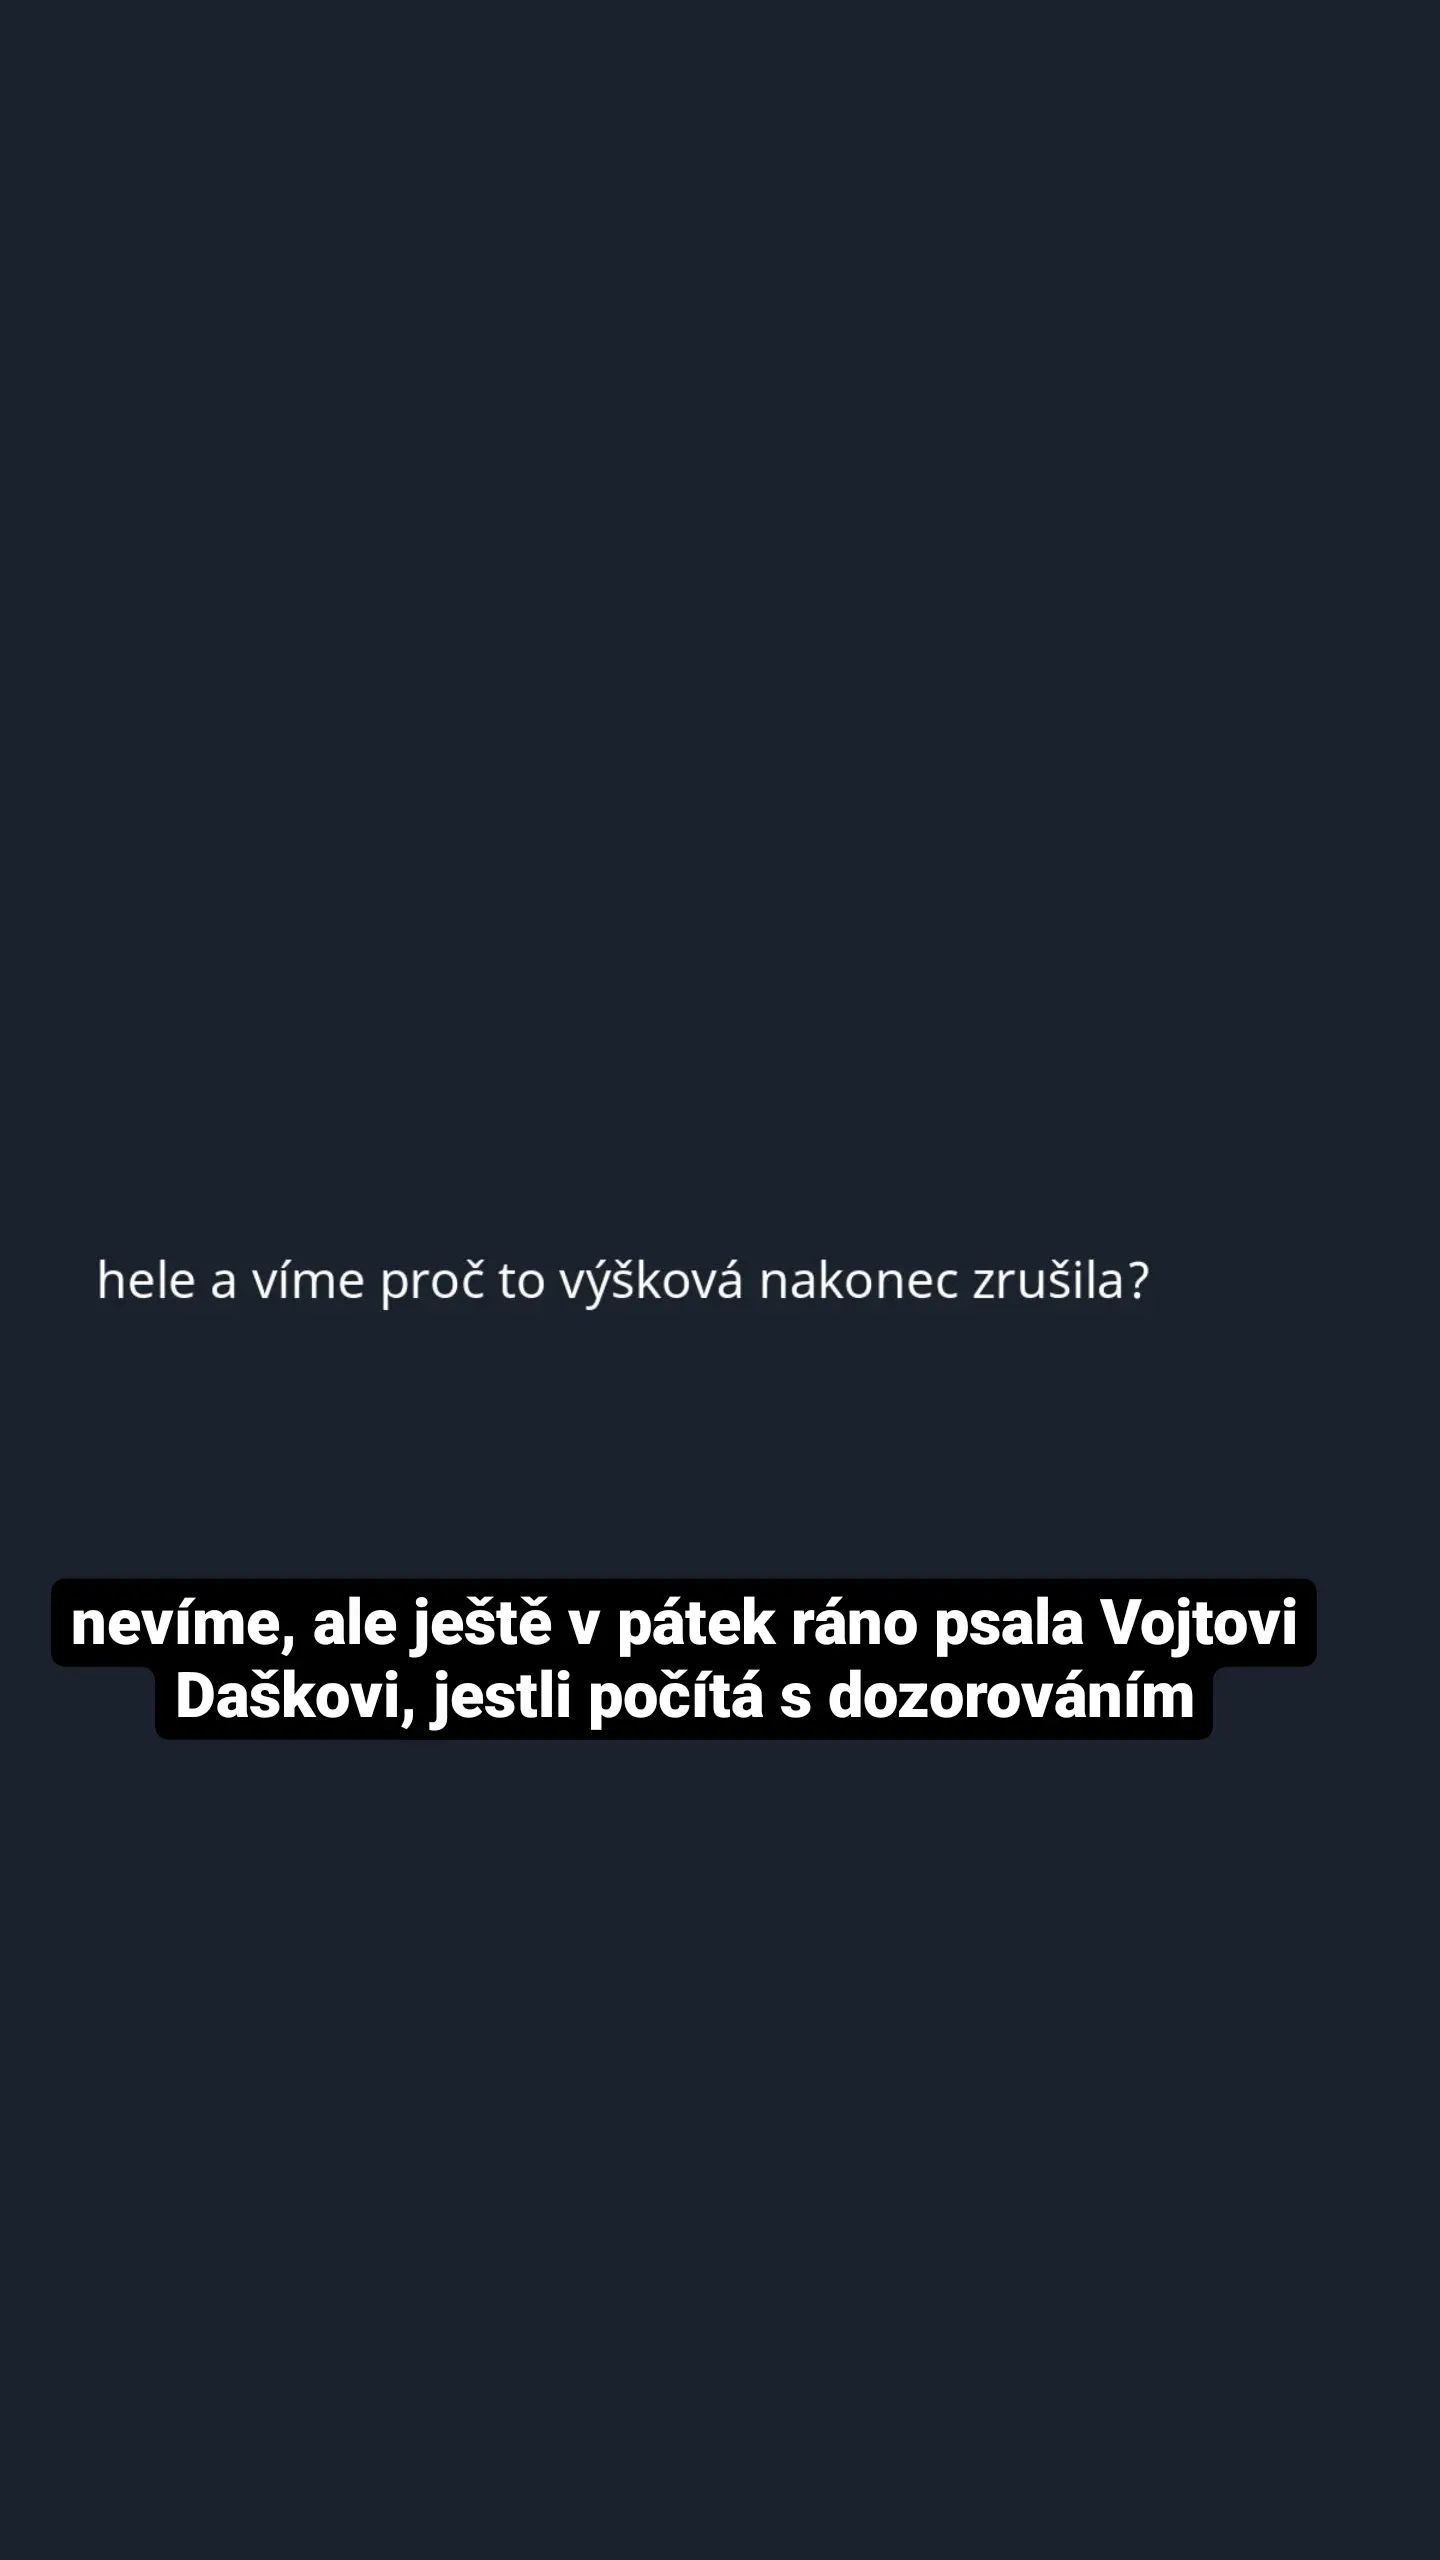 hele a víme proč to výšková nakonec zrušila?
nevíme, ale ještě v pátek ráno psala Vojtovi
Daškovi, jestli počítá s dozorováním